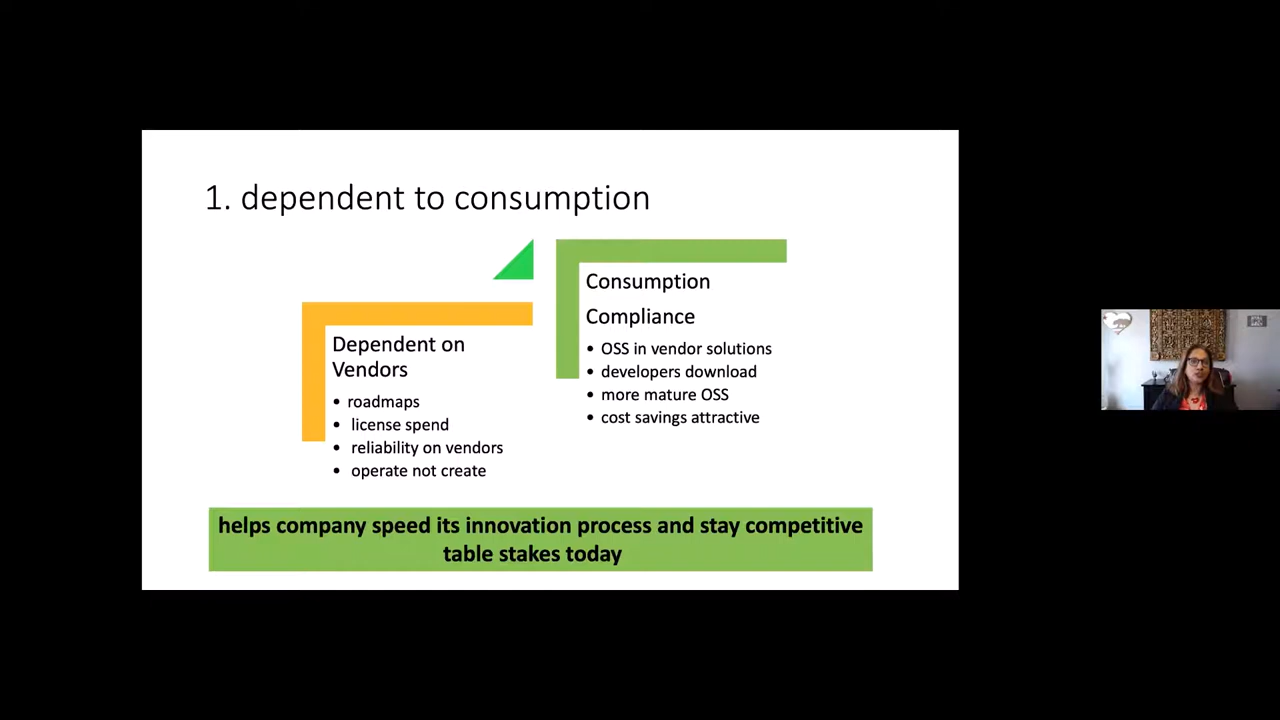 1. dependent to consumption
Consumption
Compliance
• OSS in vendor solutions
• developers download
• more mature OSS
• cost savings attractive
Dependent on
Vendors
• roadmaps
• license spend
• reliability on vendors
• operate not create
helps company speed its innovation process and stay competitive
table stakes today